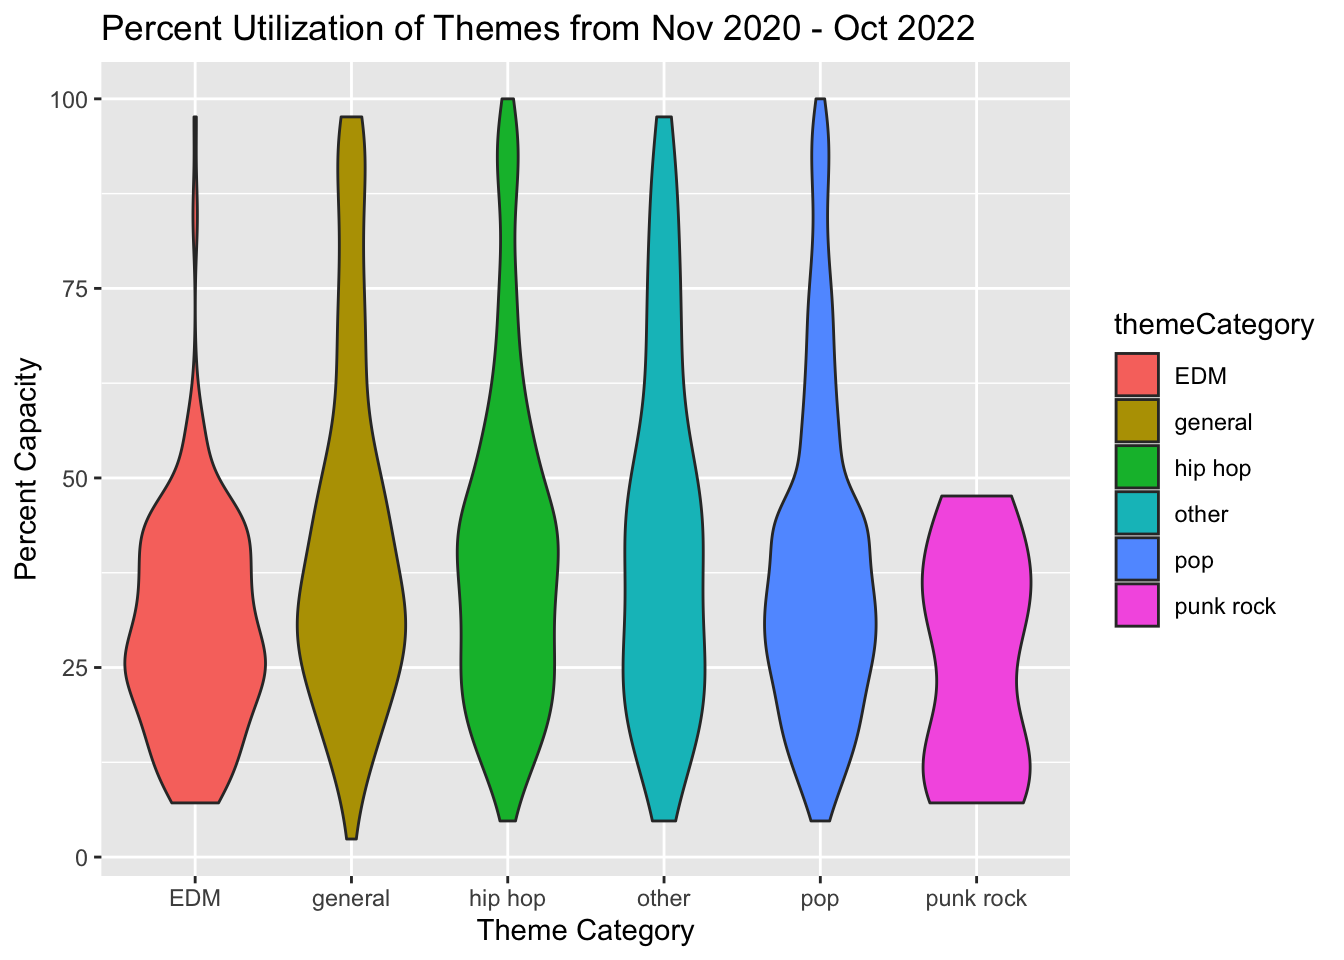 Percent Utilization of Themes from Nov 2020 - Oct 2022
Percent Capacity
100
75
50
25
0
EDM
general
hip hop
other
pop
punk rock
Theme Category
themeCategory
EDM
general
hip hop
other
pop
punk rock